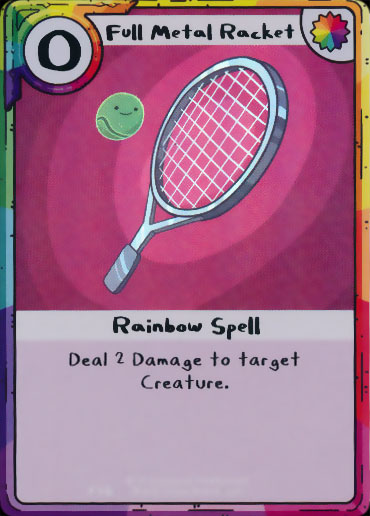 0
Full Metal Racket
Rainbow Spell
Deal 2 Damage to target
Creature.